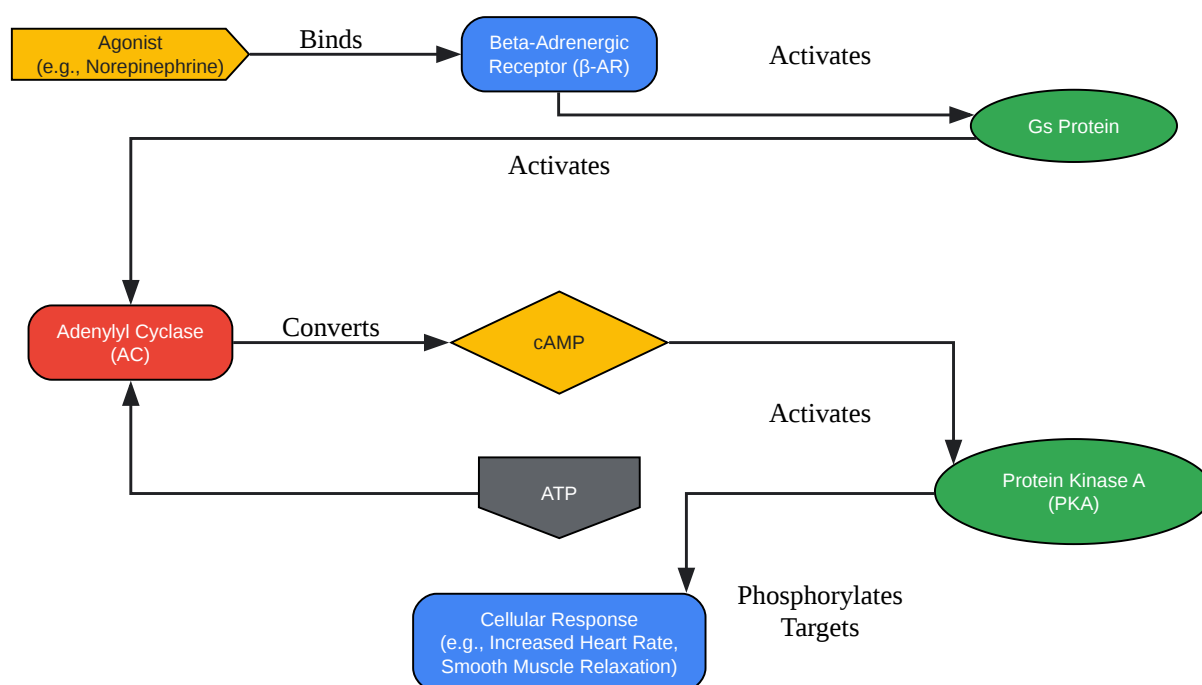 Agonist
(e.g., Norepinephrine)
Binds
Beta-Adrenergic
Receptor (β-AR)
Activates
Gs Protein
Activates
Adenylyl Cyclase
(AC)
Converts
cAMP
Activates
ATP
Protein Kinase A
(PKA)
Phosphorylates
Targets
Cellular Response
(e.g., Increased Heart Rate,
Smooth Muscle Relaxation)